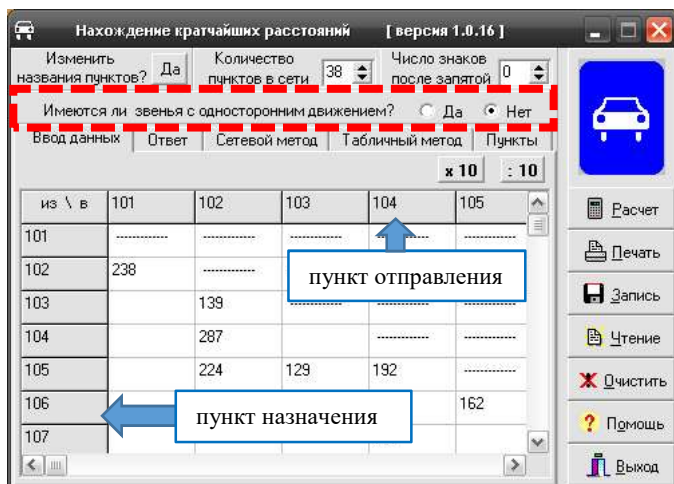 Нахождение кратчайших расстояний [ версия 1.0.16 ]
Изменить названия пунктов? Да
Количество пунктов в сети 38
Число знаков после запятой 0
Имеются ли звенья с односторонним движением? Да Нет
Ввод данных Ответ Сетевой метод Табличный метод Пункты
x 10 : 10
из \ в 101 102 103 104 105
101 ------------ ------------ ------------ ------------ ------------
102 238 ------------
пункт отправления
103 139 ------------ ------------ ------------
104 287 ------------ ------------
105 224 129 192 ------------
106 162
пункт назначения
107
Расчет
Печать
Запись
Чтение
Очистить
Помощь
Выход